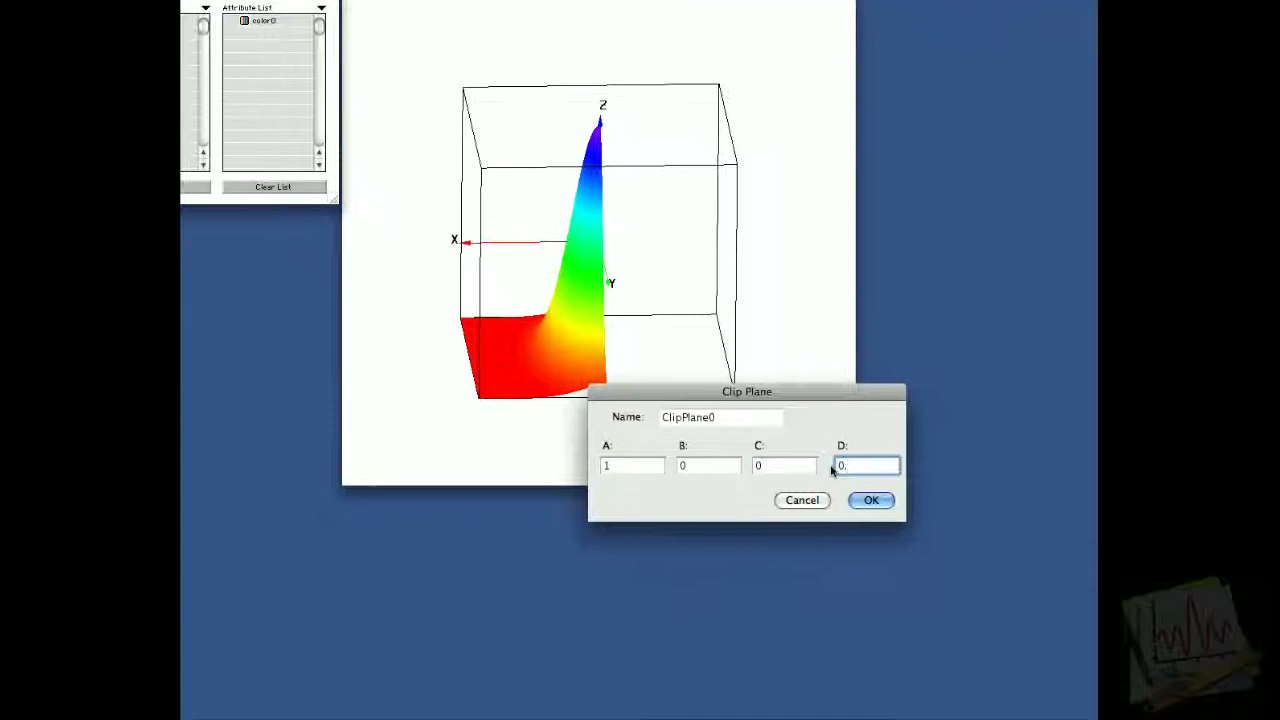 Attribute List
color0
Clear List
Z
X
Y
Clip Plane
Name: ClipPlane0
A: B: C: D:
1 0 0 0.
Cancel OK